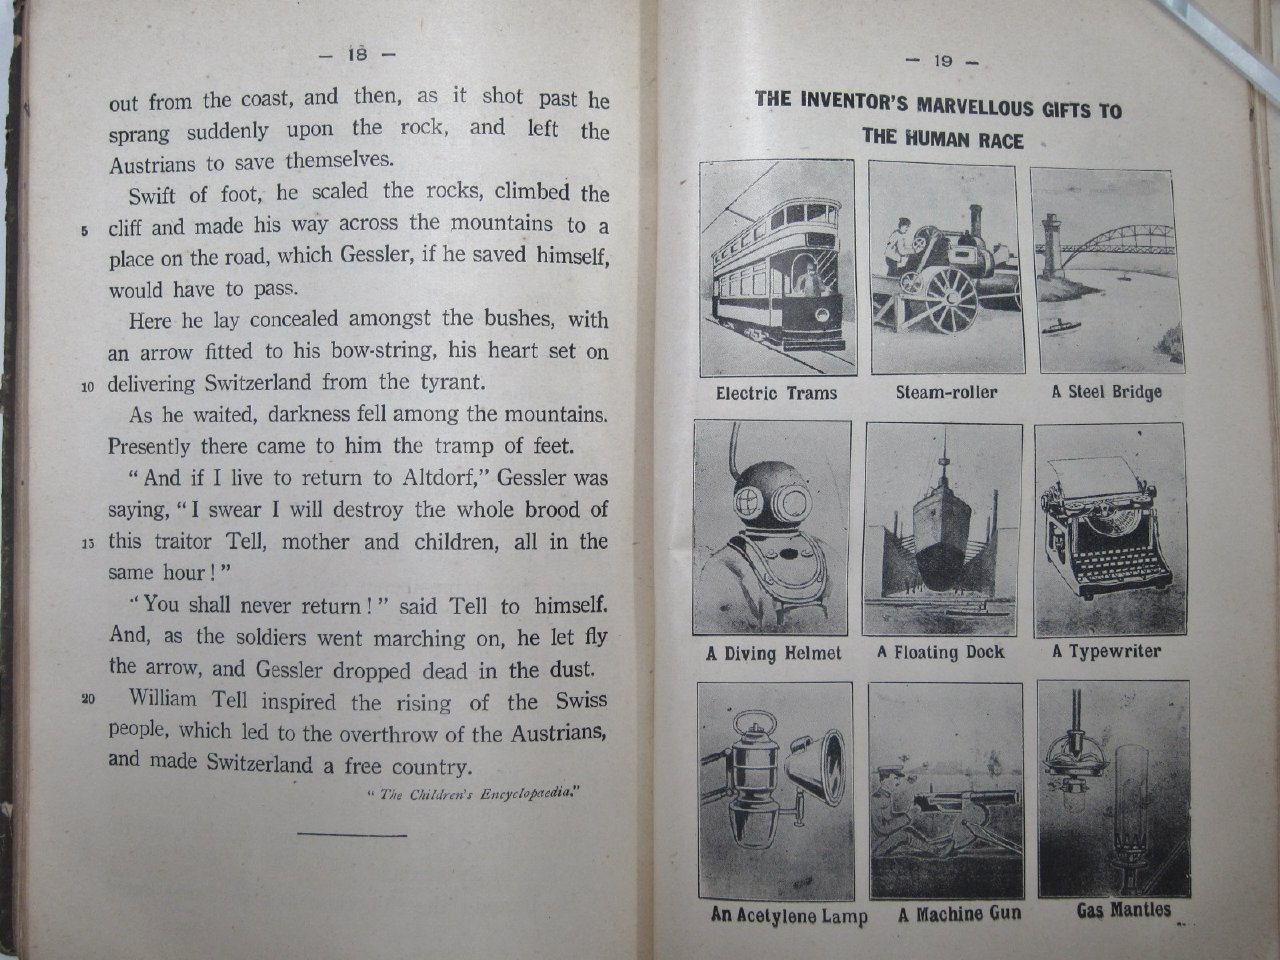 — 18 —
out from the coast, and then, as it shot past he
sprang suddenly upon the rock, and left the
Austrians to save themselves.
Swift of foot, he scaled the rocks, climbed the
5 cliff and made his way across the mountains to a
place on the road, which Gessler, if he saved himself,
would have to pass.
Here he lay concealed amongst the bushes, with
an arrow fitted to his bow-string, his heart set on
10 delivering Switzerland from the tyrant.
As he waited, darkness fell among the mountains.
Presently there came to him the tramp of feet.
“And if I live to return to Altdorf,” Gessler was
saying, “I swear I will destroy the whole brood of
15 this traitor Tell, mother and children, all in the
same hour!”
“You shall never return!” said Tell to himself.
And, as the soldiers went marching on, he let fly
the arrow, and Gessler dropped dead in the dust.
20 William Tell inspired the rising of the Swiss
people, which led to the overthrow of the Austrians,
and made Switzerland a free country.
“The Children's Encyclopaedia.”
— 19 —
THE INVENTOR'S MARVELLOUS GIFTS TO
THE HUMAN RACE
Electric Trams
Steam-roller
A Steel Bridge
A Diving Helmet
A Floating Dock
A Typewriter
An Acetylene Lamp
A Machine Gun
Gas Mantles